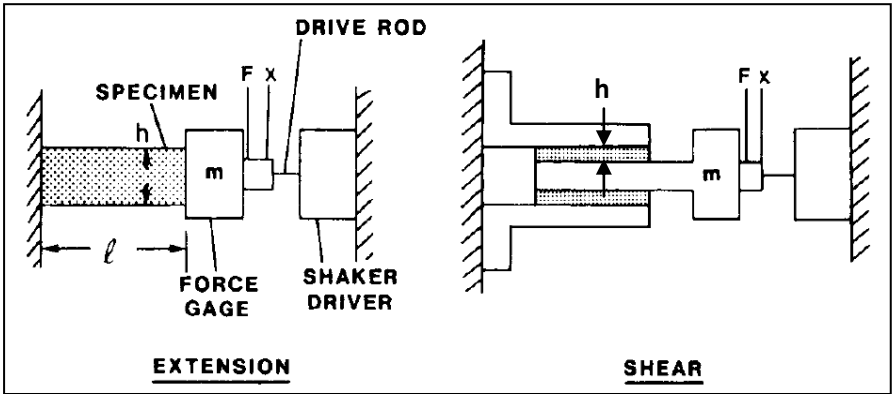 DRIVE ROD
F X
SPECIMEN
h
m
ℓ
FORCE
GAGE
SHAKER
DRIVER
EXTENSION
h
F X
m
SHEAR